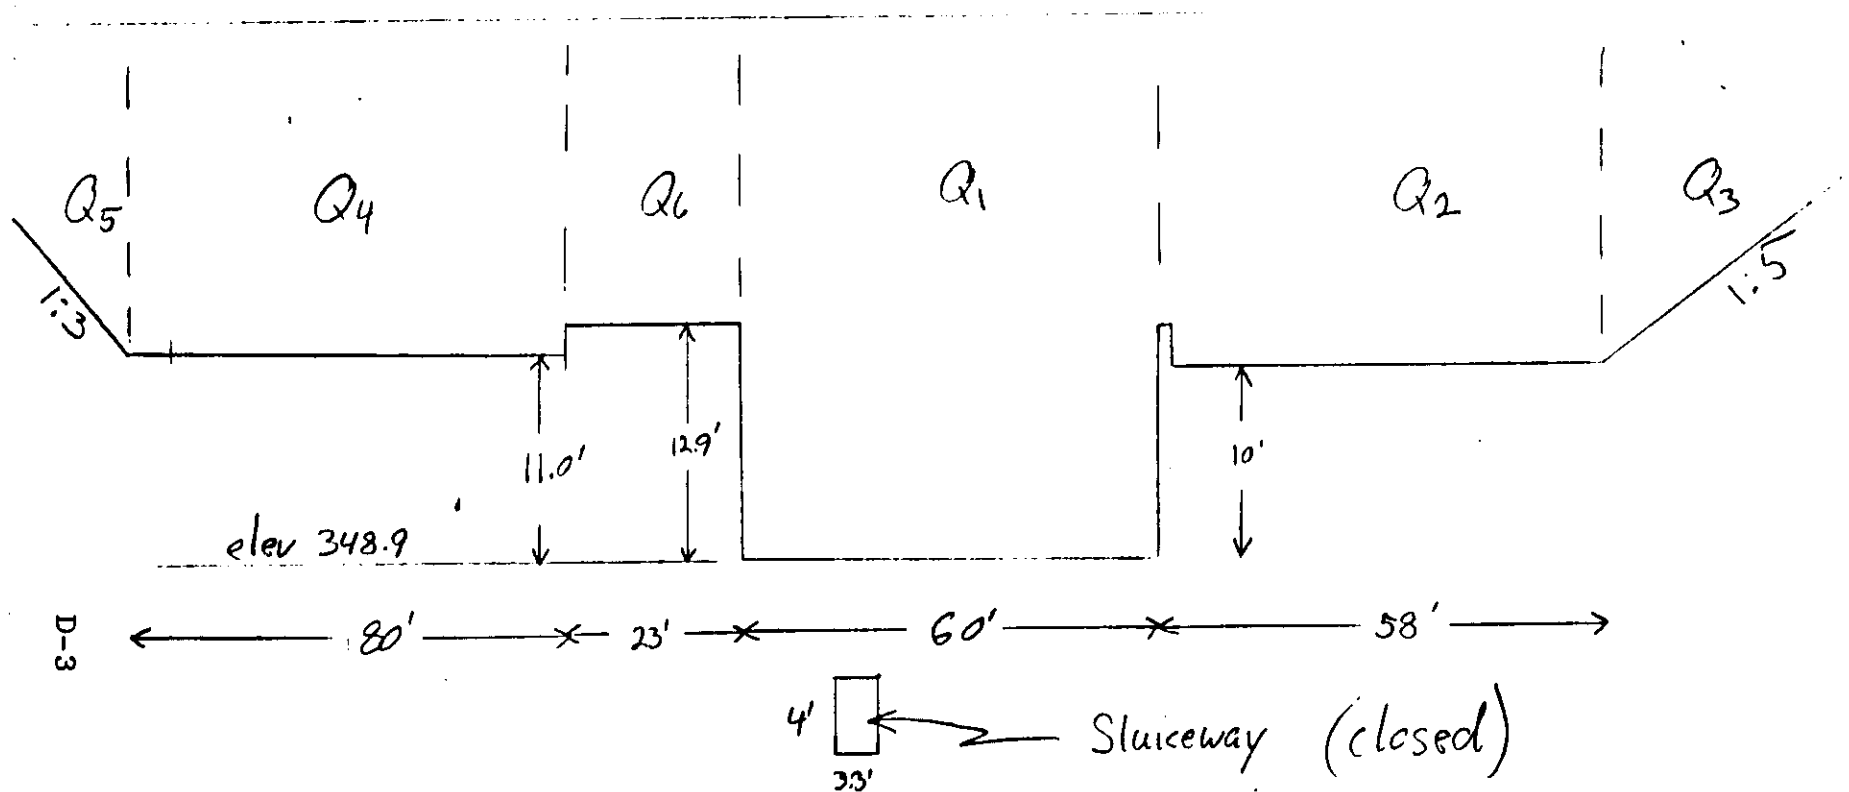 Q5 Q4 Q6 Q1 Q2 Q3
1:3
1:5
11.0'
12.9'
10'
elev 348.9
D-3
80' 23' 60' 58'
4'
Sluiceway (closed)
3.3'